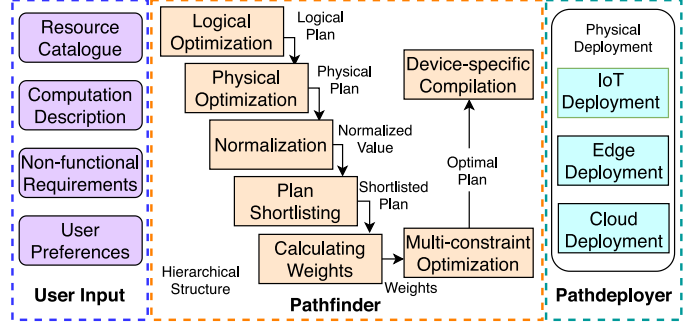 Resource
Catalogue
Computation
Description
Non-functional
Requirements
User
Preferences
User Input
Logical
Optimization
Logical
Plan
Physical
Optimization
Physical
Plan
Normalization
Normalized
Value
Plan
Shortlisting
Shortlisted
Plan
Calculating
Weights
Weights
Multi-constraint
Optimization
Optimal
Plan
Device-specific
Compilation
Hierarchical
Structure
Pathfinder
Physical
Deployment
IoT
Deployment
Edge
Deployment
Cloud
Deployment
Pathdeployer